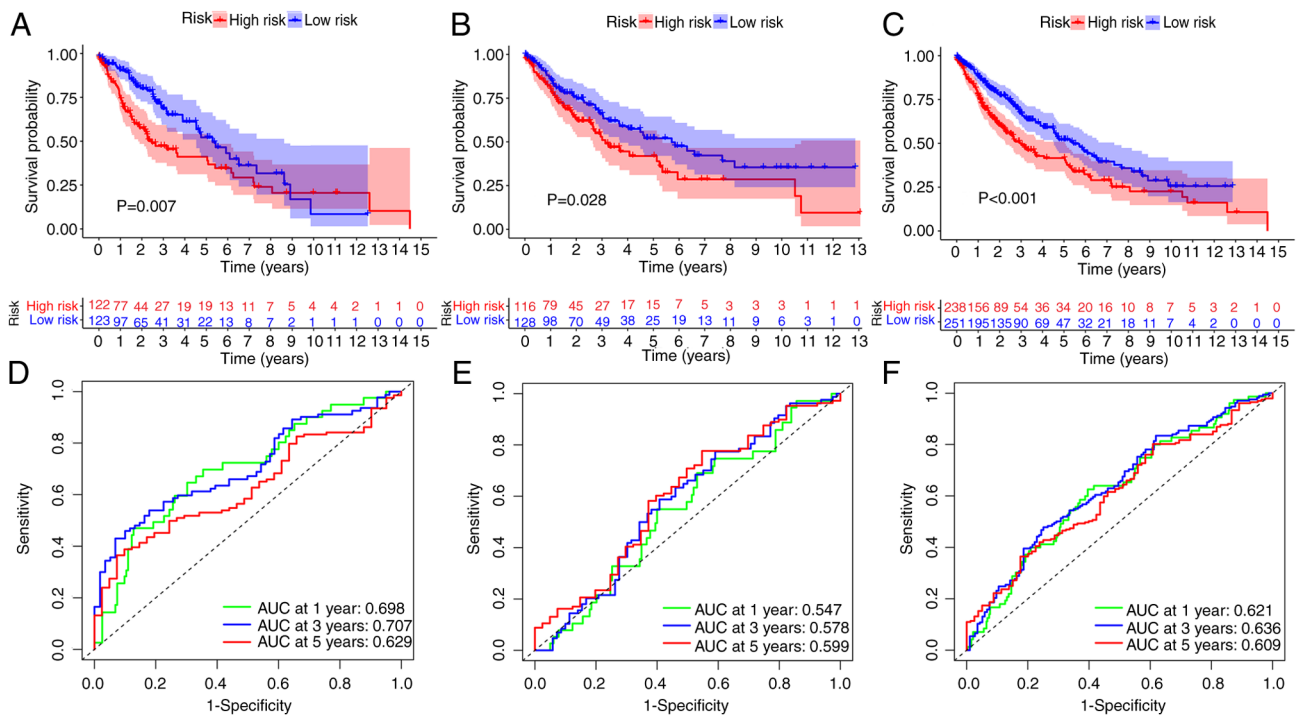 A
Risk High risk Low risk
Survival probability
1.00
0.75
0.50
0.25
0.00
P=0.007
0 1 2 3 4 5 6 7 8 9 10 11 12 13 14 15
Time (years)
Risk
High risk 122 77 44 27 19 19 13 11 7 5 4 4 2 1 1 0
Low risk 123 97 65 41 31 22 13 8 7 2 1 1 1 0 0 0
0 1 2 3 4 5 6 7 8 9 10 11 12 13 14 15
Time (years)
B
Risk High risk Low risk
Survival probability
1.00
0.75
0.50
0.25
0.00
P=0.028
0 1 2 3 4 5 6 7 8 9 10 11 12 13
Time (years)
Risk
High risk 116 79 45 27 17 15 7 5 3 3 3 1 1 1
Low risk 128 98 70 49 38 25 19 13 11 9 6 3 1 0
0 1 2 3 4 5 6 7 8 9 10 11 12 13
Time (years)
C
Risk High risk Low risk
Survival probability
1.00
0.75
0.50
0.25
0.00
P<0.001
0 1 2 3 4 5 6 7 8 9 10 11 12 13 14 15
Time (years)
Risk
High risk 238 156 89 54 36 34 20 16 10 8 7 5 3 2 1 0
Low risk 251 195 135 90 69 47 32 21 18 11 7 4 2 0 0 0
0 1 2 3 4 5 6 7 8 9 10 11 12 13 14 15
Time (years)
D
Sensitivity
1.0
0.8
0.6
0.4
0.2
0.0
AUC at 1 year: 0.698
AUC at 3 years: 0.707
AUC at 5 years: 0.629
0.0 0.2 0.4 0.6 0.8 1.0
1-Specificity
E
Sensitivity
1.0
0.8
0.6
0.4
0.2
0.0
AUC at 1 year: 0.547
AUC at 3 years: 0.578
AUC at 5 years: 0.599
0.0 0.2 0.4 0.6 0.8 1.0
1-Specificity
F
Sensitivity
1.0
0.8
0.6
0.4
0.2
0.0
AUC at 1 year: 0.621
AUC at 3 years: 0.636
AUC at 5 years: 0.609
0.0 0.2 0.4 0.6 0.8 1.0
1-Specificity